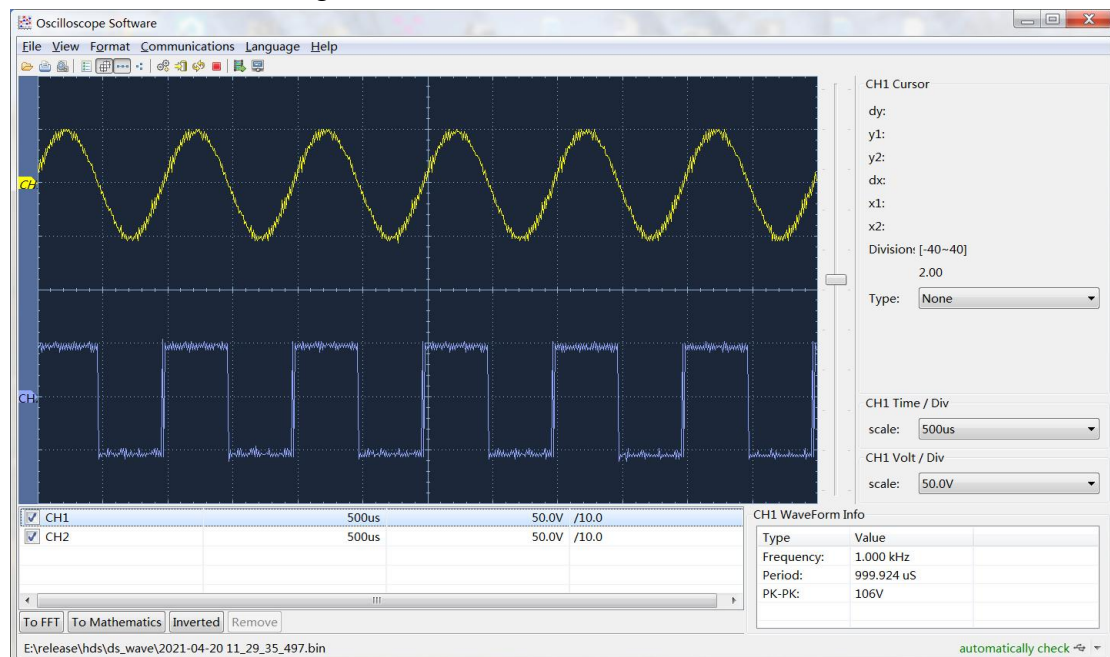 Oscilloscope Software
File View Format Communications Language Help
CH1 Cursor
dy:
y1:
y2:
dx:
x1:
x2:
Division: [-40~40]
2.00
Type: None
CH
CH
CH1 Time / Div
scale: 500us
CH1 Volt / Div
scale: 50.0V
CH1 500us 50.0V /10.0
CH2 500us 50.0V /10.0
CH1 WaveForm Info
Type Value
Frequency: 1.000 kHz
Period: 999.924 uS
PK-PK: 106V
To FFT To Mathematics Inverted Remove
E:\release\hds\ds_wave\2021-04-20 11_29_35_497.bin automatically check